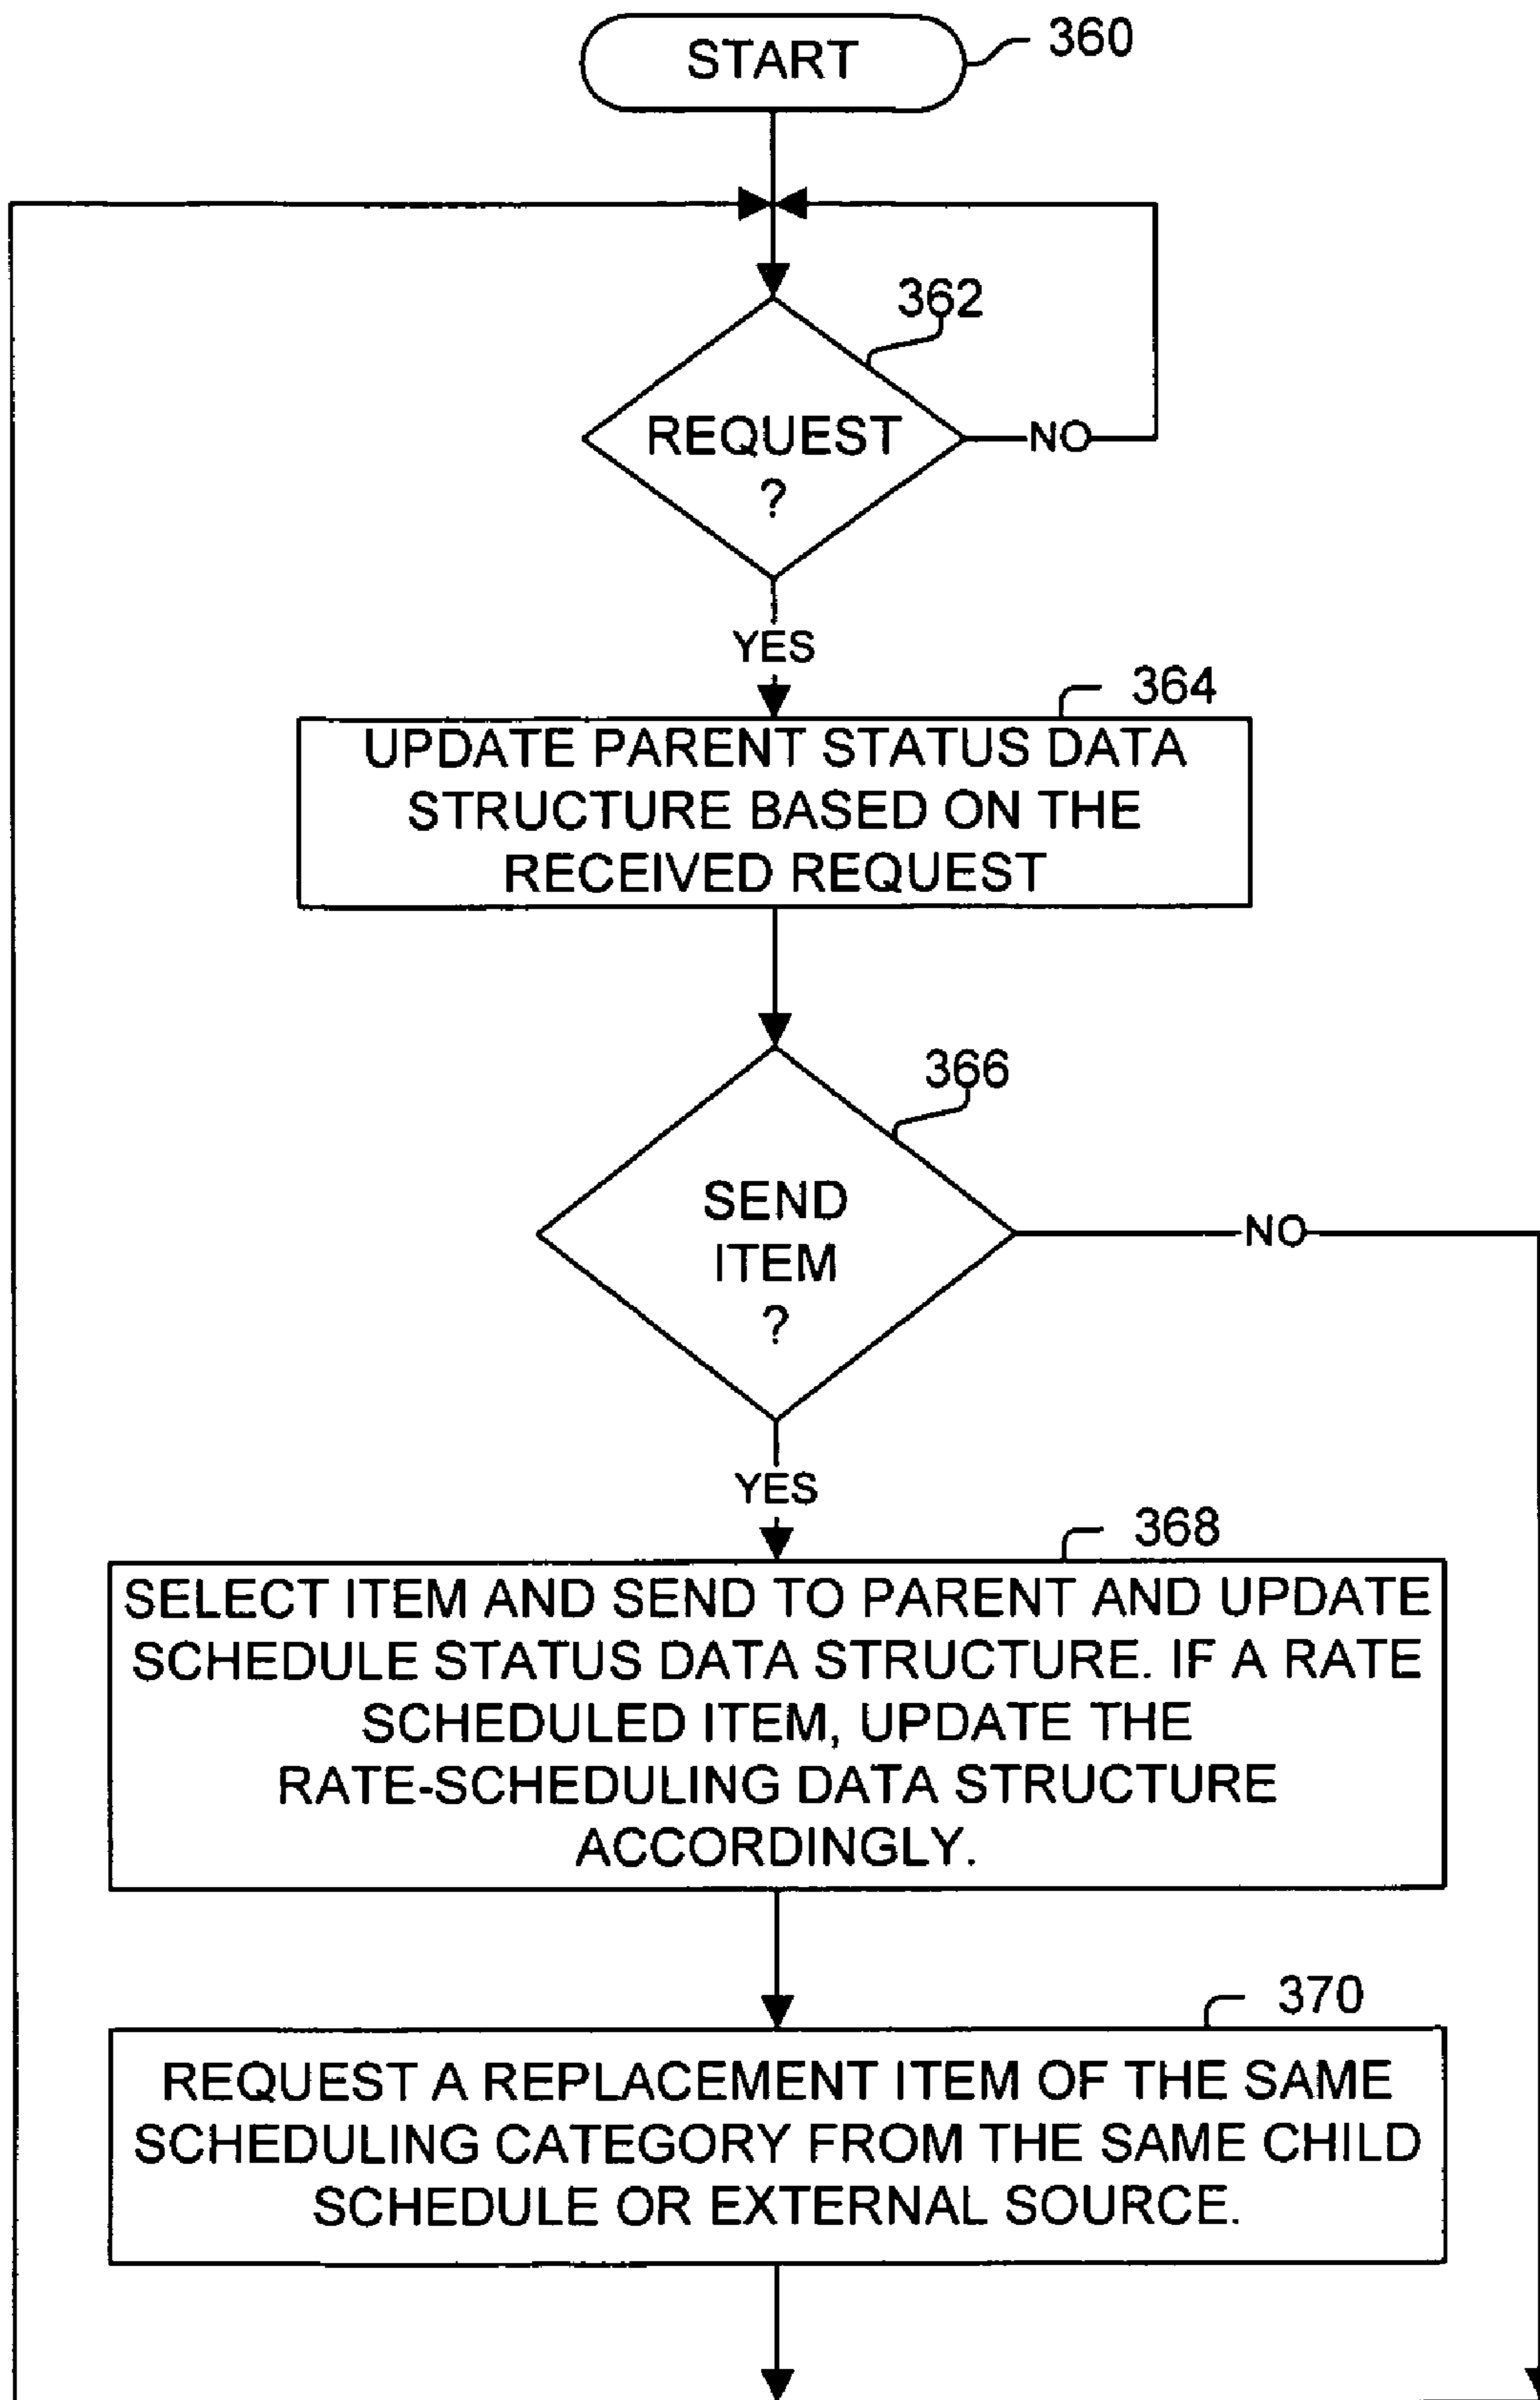 START
360
362
REQUEST
?
NO
YES
364
UPDATE PARENT STATUS DATA
STRUCTURE BASED ON THE
RECEIVED REQUEST
366
SEND
ITEM
?
NO
YES
368
SELECT ITEM AND SEND TO PARENT AND UPDATE
SCHEDULE STATUS DATA STRUCTURE. IF A RATE
SCHEDULED ITEM, UPDATE THE
RATE-SCHEDULING DATA STRUCTURE
ACCORDINGLY.
370
REQUEST A REPLACEMENT ITEM OF THE SAME
SCHEDULING CATEGORY FROM THE SAME CHILD
SCHEDULE OR EXTERNAL SOURCE.